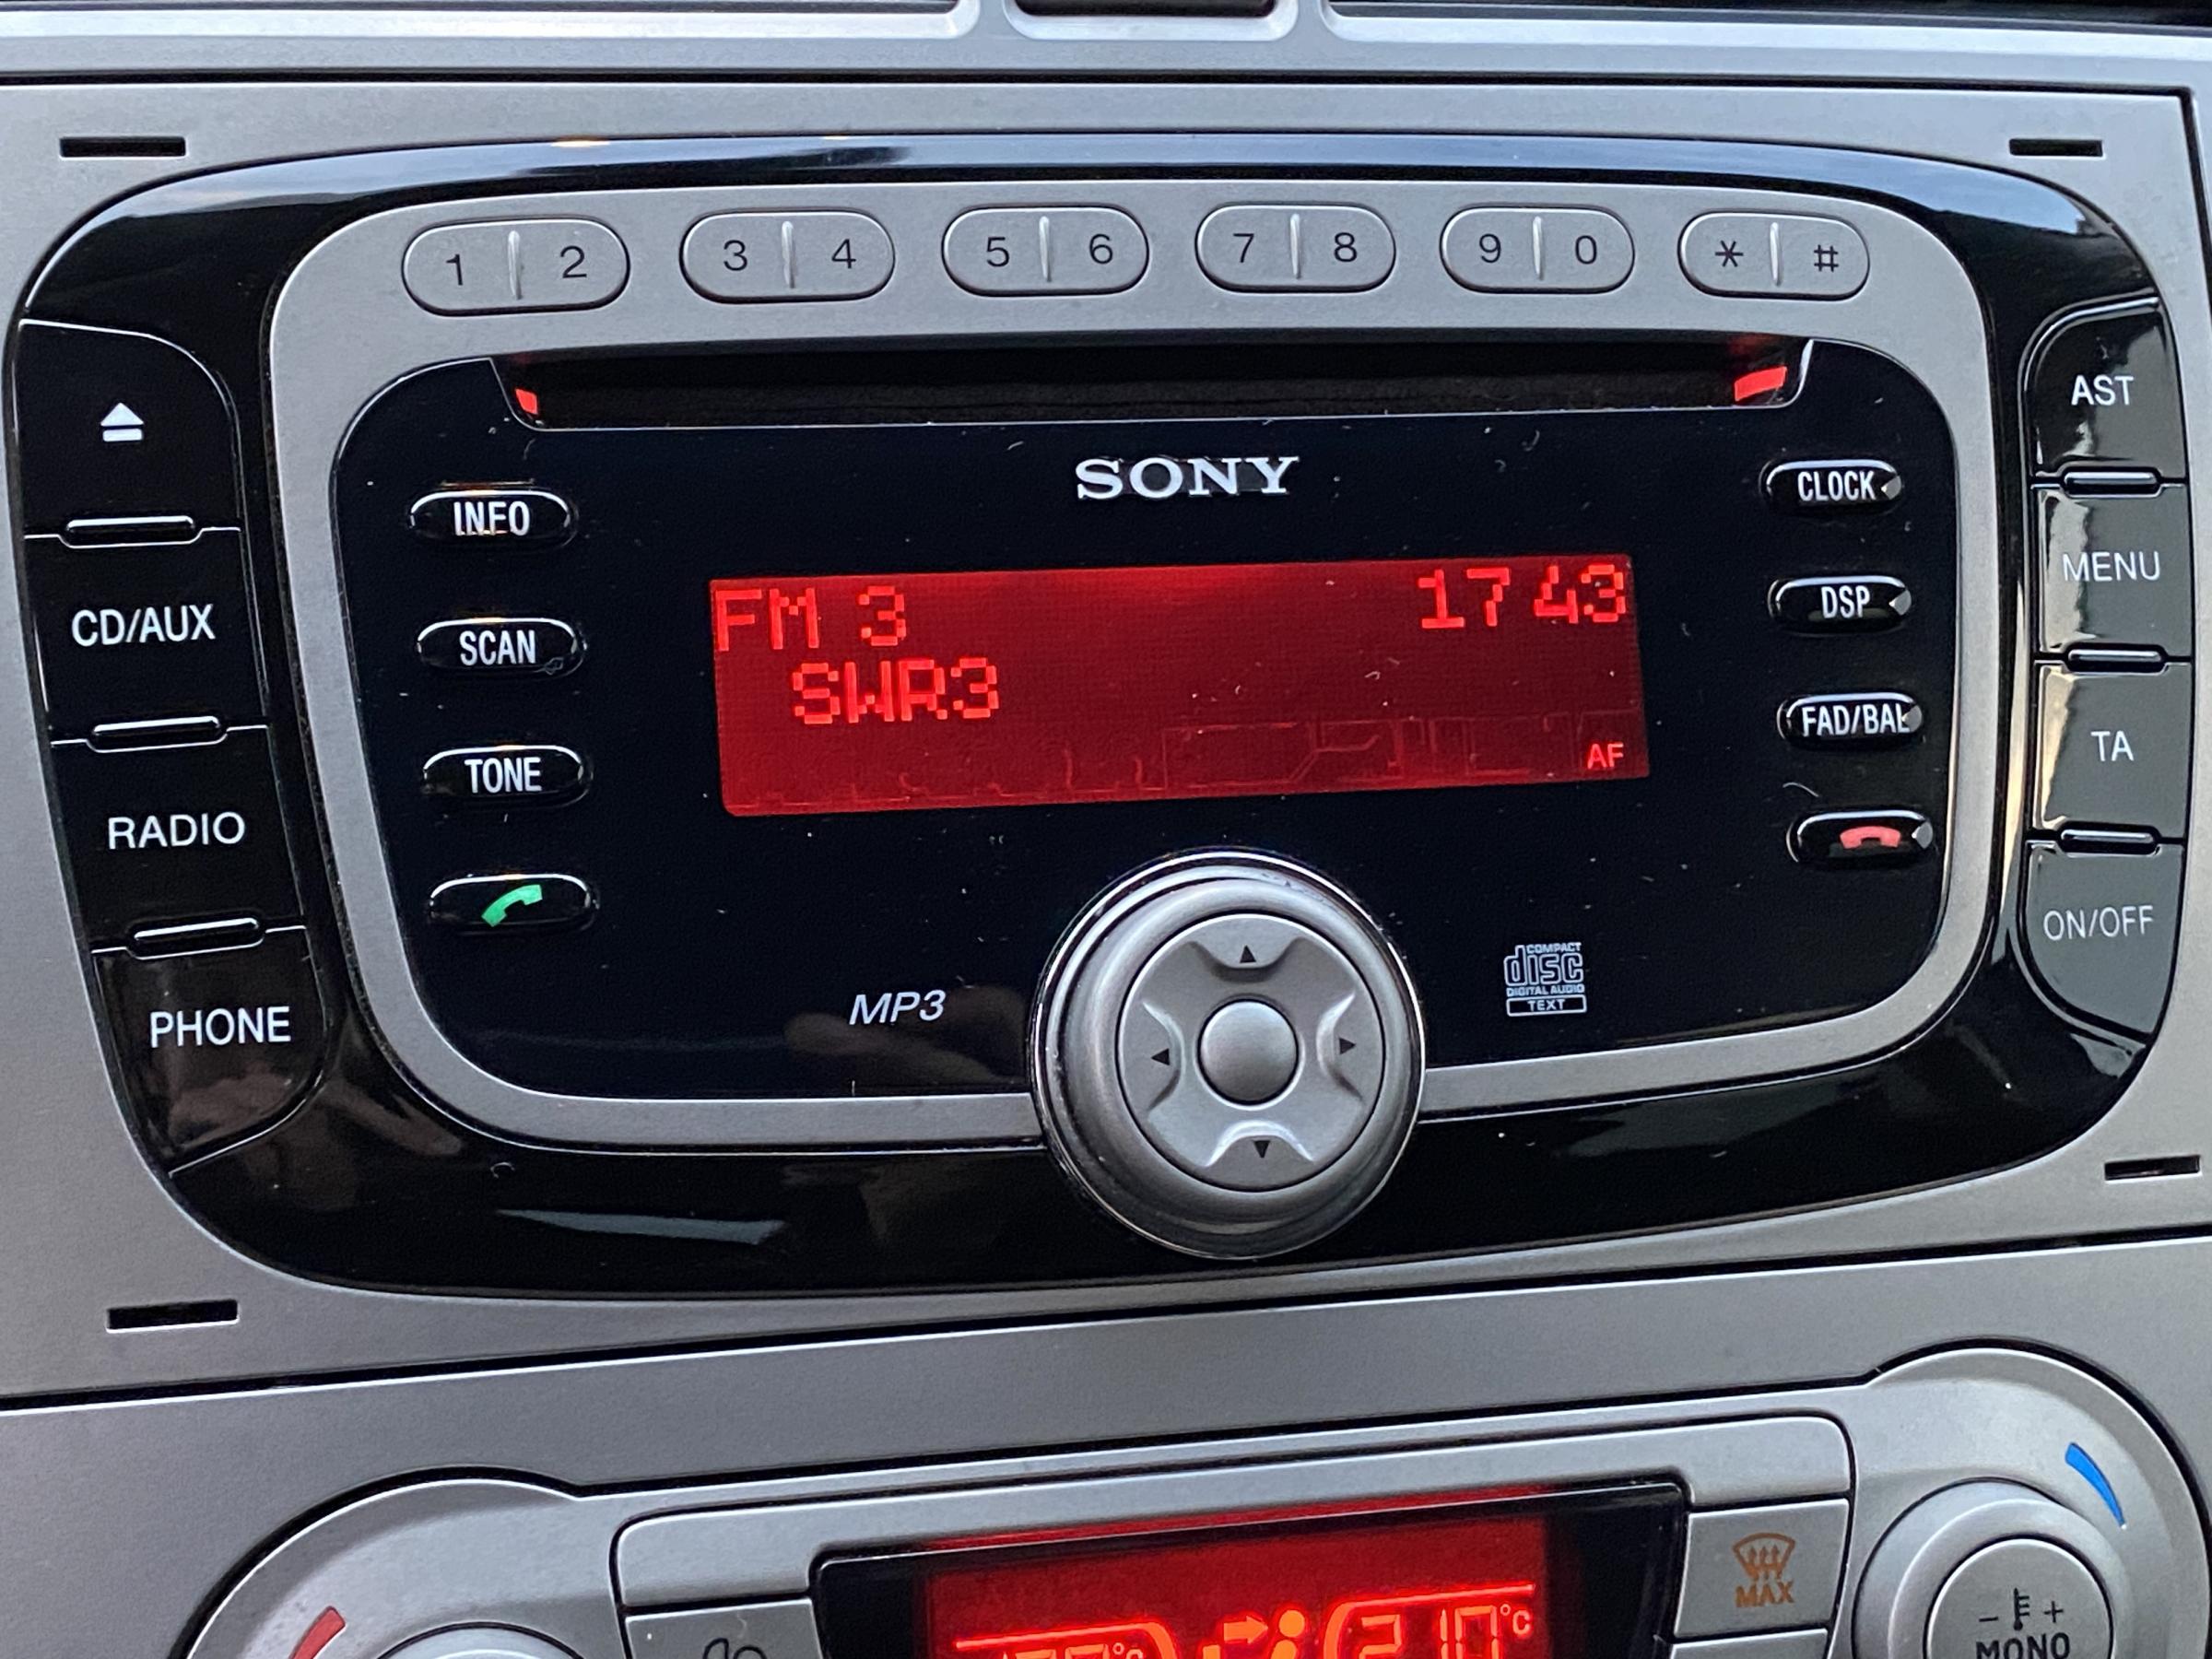 1 2 3 4 5 6 7 8 9 0 * #
AST
SONY
CLOCK
INFO
MENU
FM 3 17 43
DSP
CD/AUX
SCAN
SWR3
FAD/BAL
TA
AF
TONE
RADIO
ON/OFF
PHONE
MP3
COMPACT
disc
DIGITAL AUDIO
TEXT
MAX
°C
- +
MONO